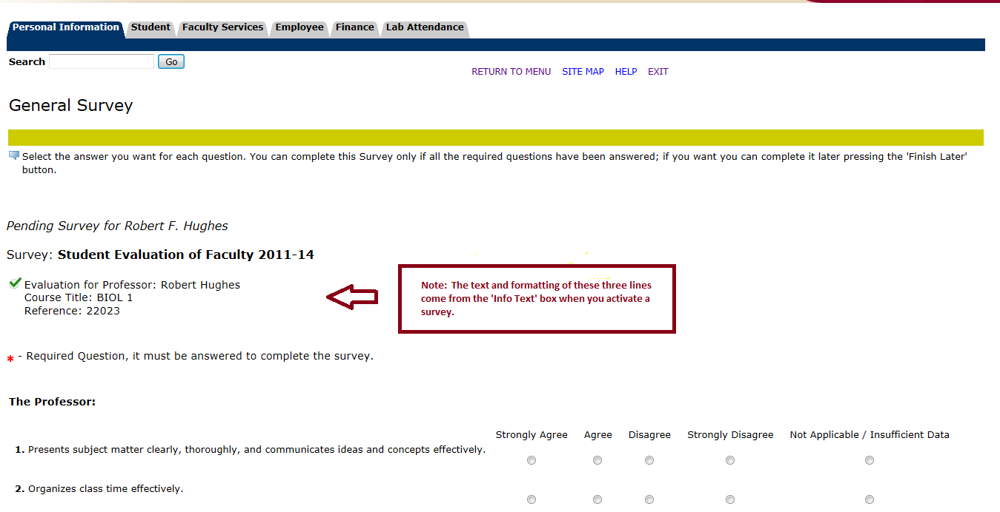 Personal Information Student Faculty Services Employee Finance Lab Attendance
Search Go
RETURN TO MENU SITE MAP HELP EXIT
General Survey
Select the answer you want for each question. You can complete this Survey only if all the required questions have been answered; if you want you can complete it later pressing the 'Finish Later'
button.
Pending Survey for Robert F. Hughes
Survey: Student Evaluation of Faculty 2011-14
Evaluation for Professor: Robert Hughes
Course Title: BIOL 1
Reference: 22023
Note: The text and formatting of these three lines
come from the 'Info Text' box when you activate a
survey.
* - Required Question, it must be answered to complete the survey.
The Professor:
Strongly Agree Agree Disagree Strongly Disagree Not Applicable / Insufficient Data
1. Presents subject matter clearly, thoroughly, and communicates ideas and concepts effectively.
2. Organizes class time effectively.